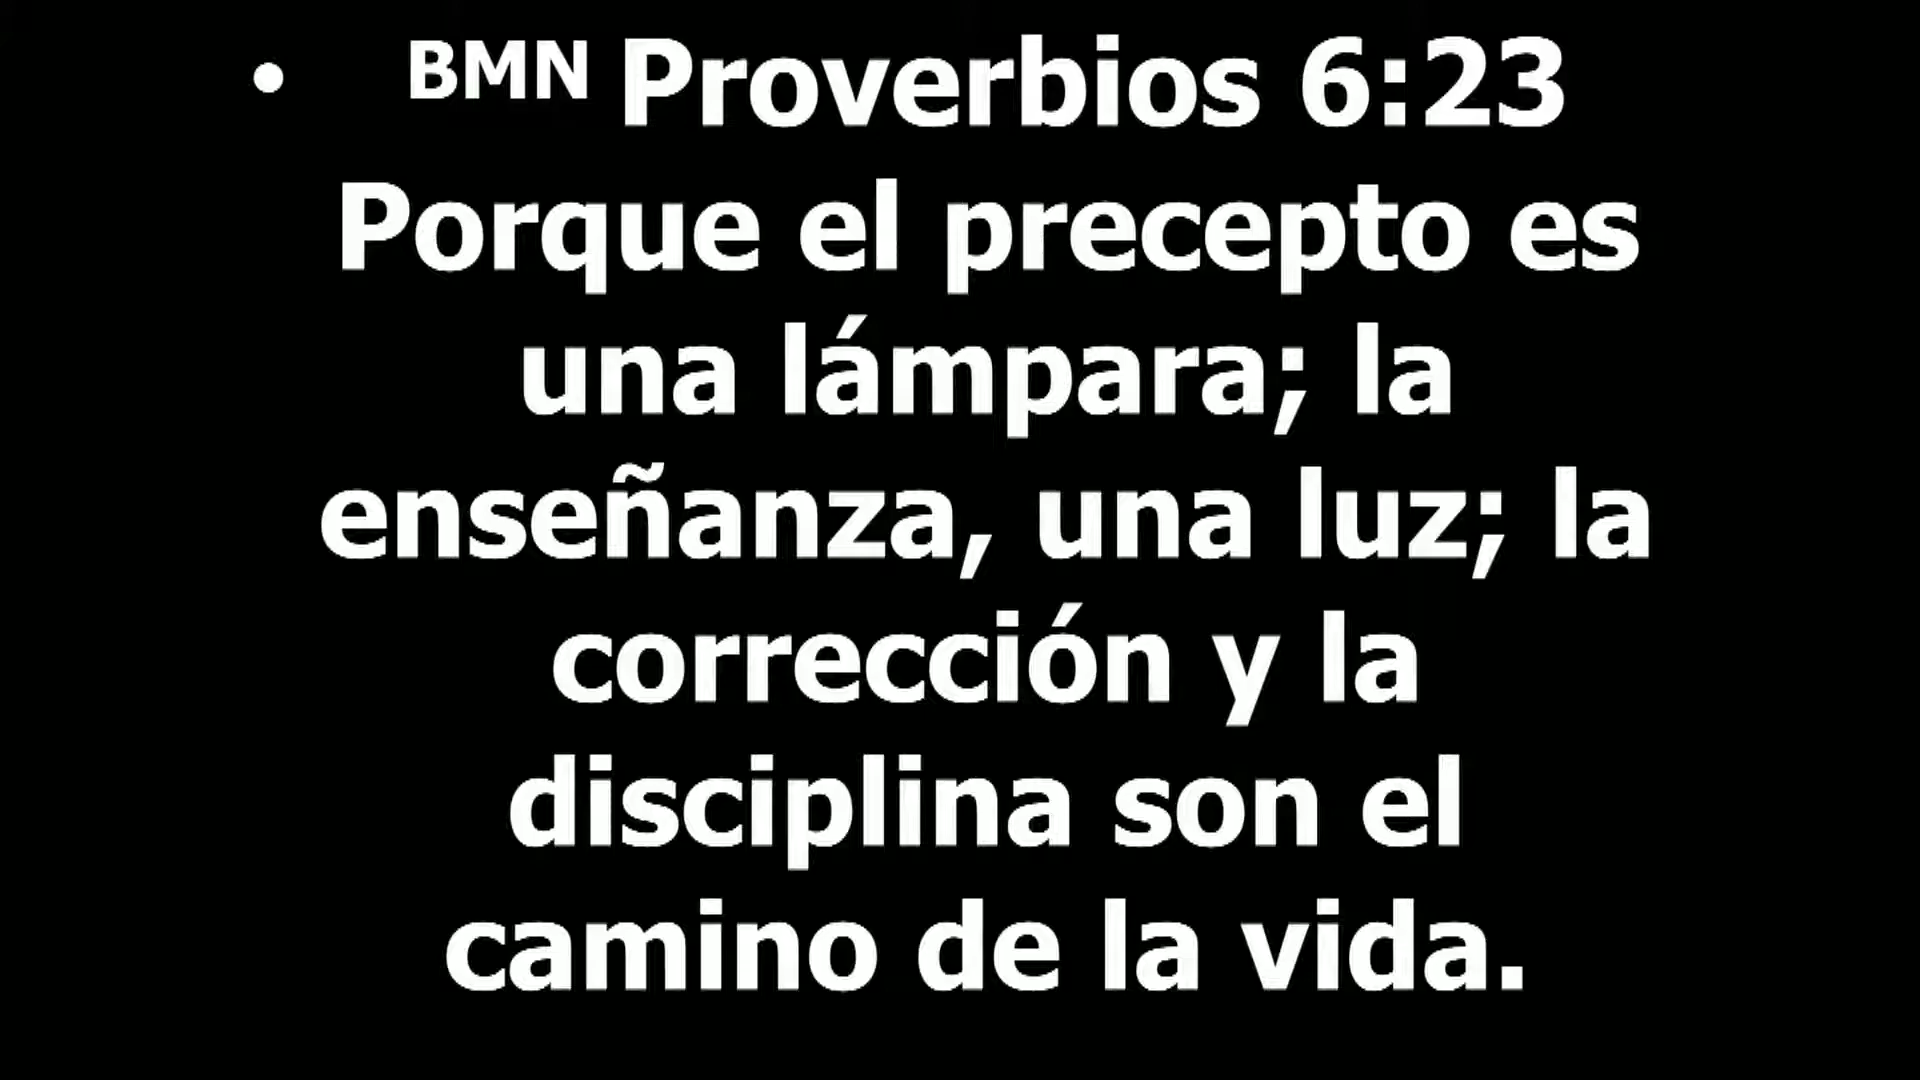 • BMN Proverbios 6:23
Porque el precepto es
una lámpara; la
enseñanza, una luz; la
corrección y la
disciplina son el
camino de la vida.